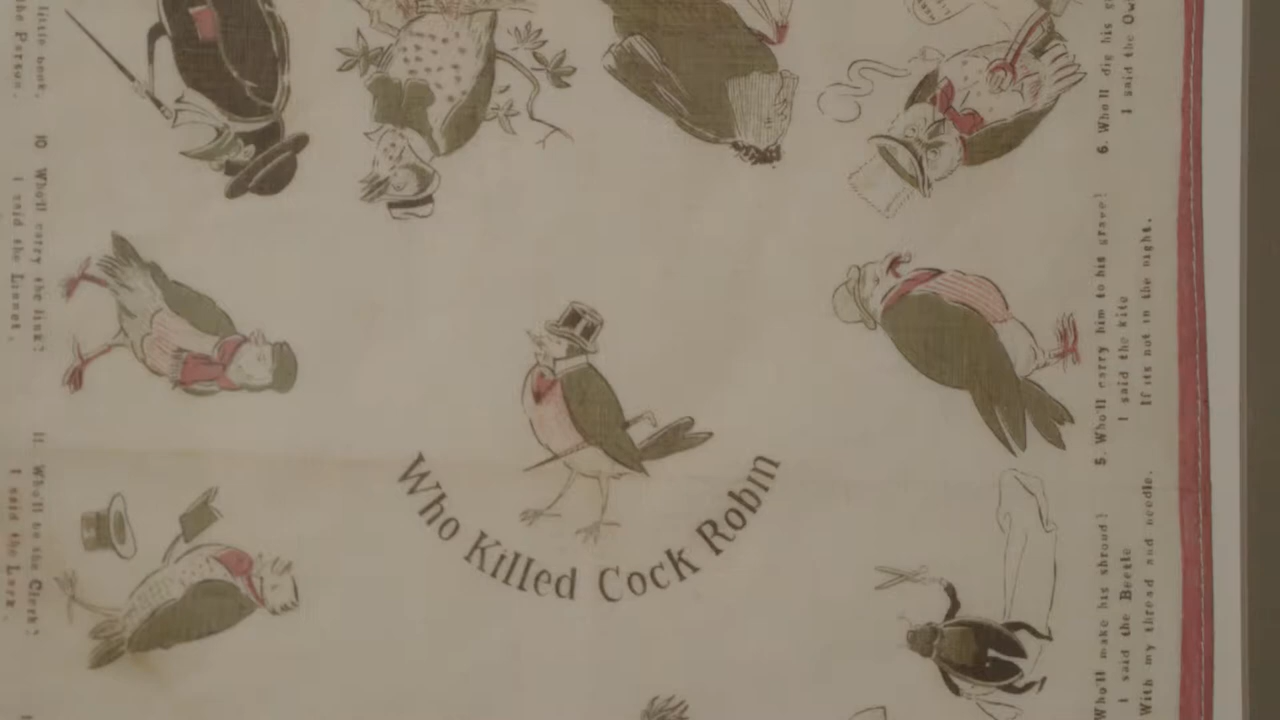 Who Killed Cock Robin
Who'll make his shroud?
I said the Beetle
With my thread and needle.
5. Who'll carry him to his grave?
I said the Kite
If its not in the night.
6. Who'll dig his
I said the
little book.
the Parson.
10 Who'll carry the link?
I said the Linnet.
11. Who'll be the Clerk?
I said the Lark.